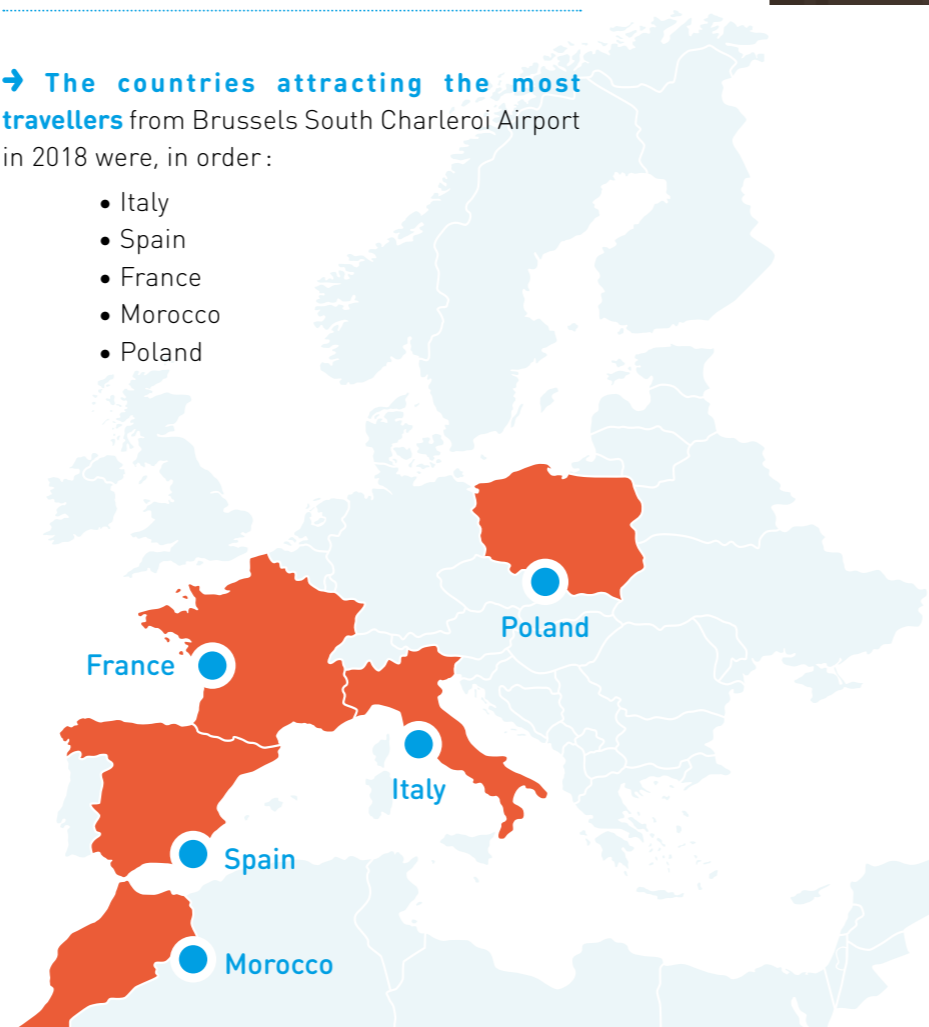 ➔ The countries attracting the most
travellers from Brussels South Charleroi Airport
in 2018 were, in order :
• Italy
• Spain
• France
• Morocco
• Poland
Poland
France
Italy
Spain
Morocco